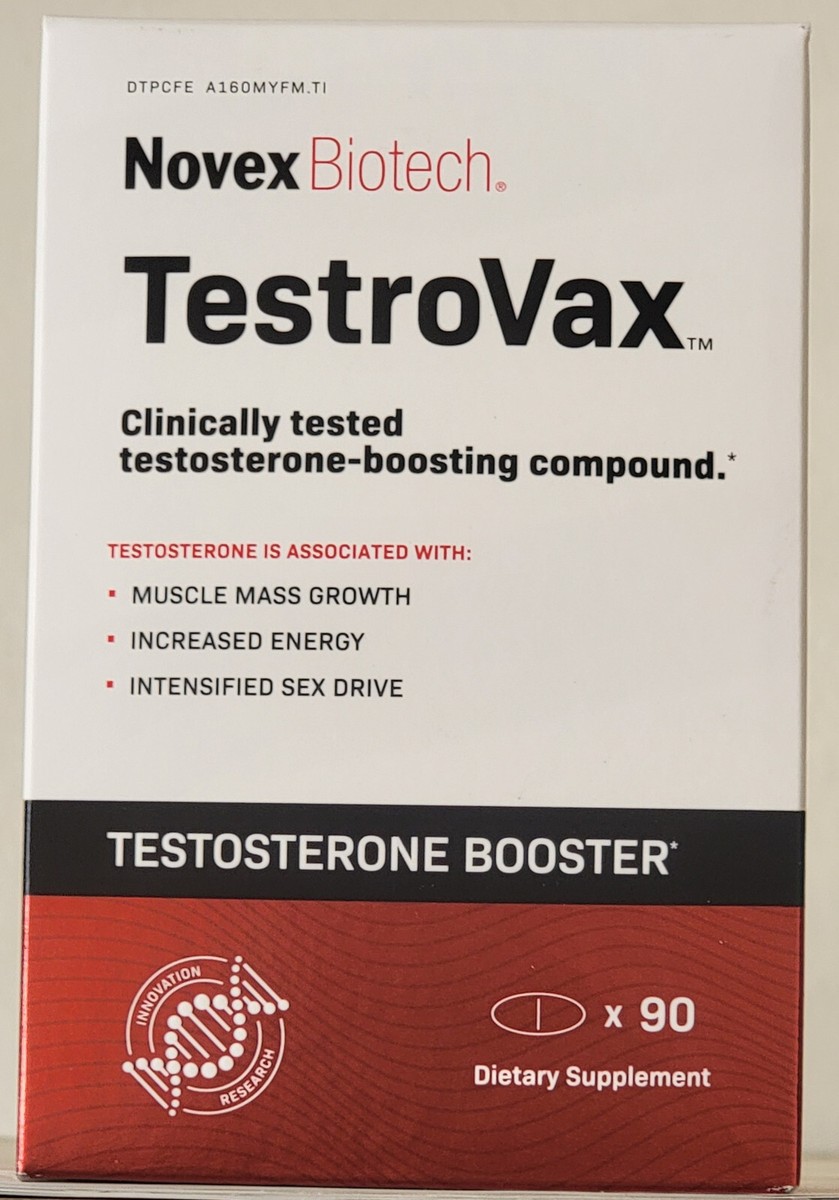 DTPCFE A160MYFM.TI
Novex Biotech®
TestroVax™
Clinically tested
testosterone-boosting compound.*
TESTOSTERONE IS ASSOCIATED WITH:
▪ MUSCLE MASS GROWTH
▪ INCREASED ENERGY
▪ INTENSIFIED SEX DRIVE
TESTOSTERONE BOOSTER*
INNOVATION
RESEARCH
x 90
Dietary Supplement